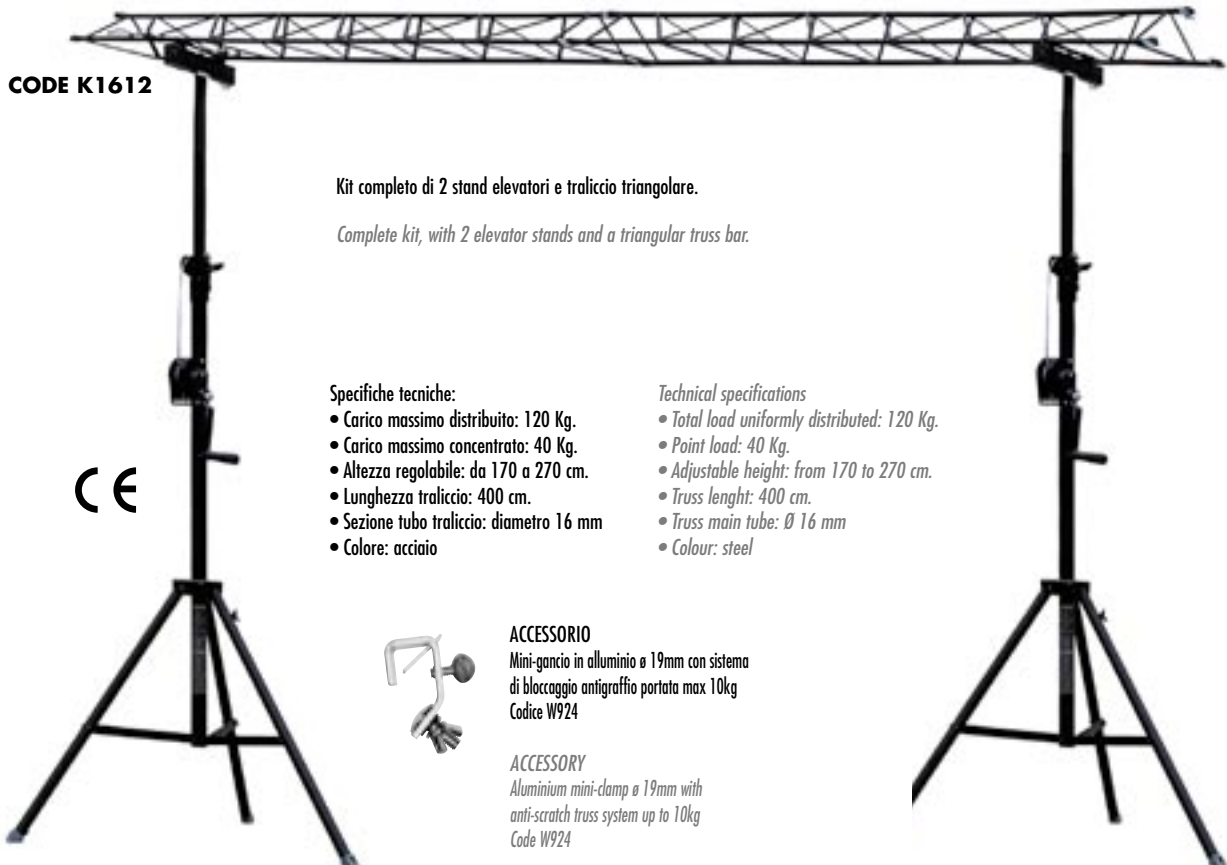 CODE K1612
Kit completo di 2 stand elevatori e traliccio triangolare.
Complete kit, with 2 elevator stands and a triangular truss bar.
Specifiche tecniche:
• Carico massimo distribuito: 120 Kg.
• Carico massimo concentrato: 40 Kg.
• Altezza regolabile: da 170 a 270 cm.
• Lunghezza traliccio: 400 cm.
• Sezione tubo traliccio: diametro 16 mm
• Colore: acciaio
Technical specifications
• Total load uniformly distributed: 120 Kg.
• Point load: 40 Kg.
• Adjustable height: from 170 to 270 cm.
• Truss lenght: 400 cm.
• Truss main tube: Ø 16 mm
• Colour: steel
CE
ACCESSORIO
Mini-gancio in alluminio ø 19mm con sistema
di bloccaggio antigraffio portata max 10kg
Codice W924
ACCESSORY
Aluminium mini-clamp ø 19mm with
anti-scratch truss system up to 10kg
Code W924